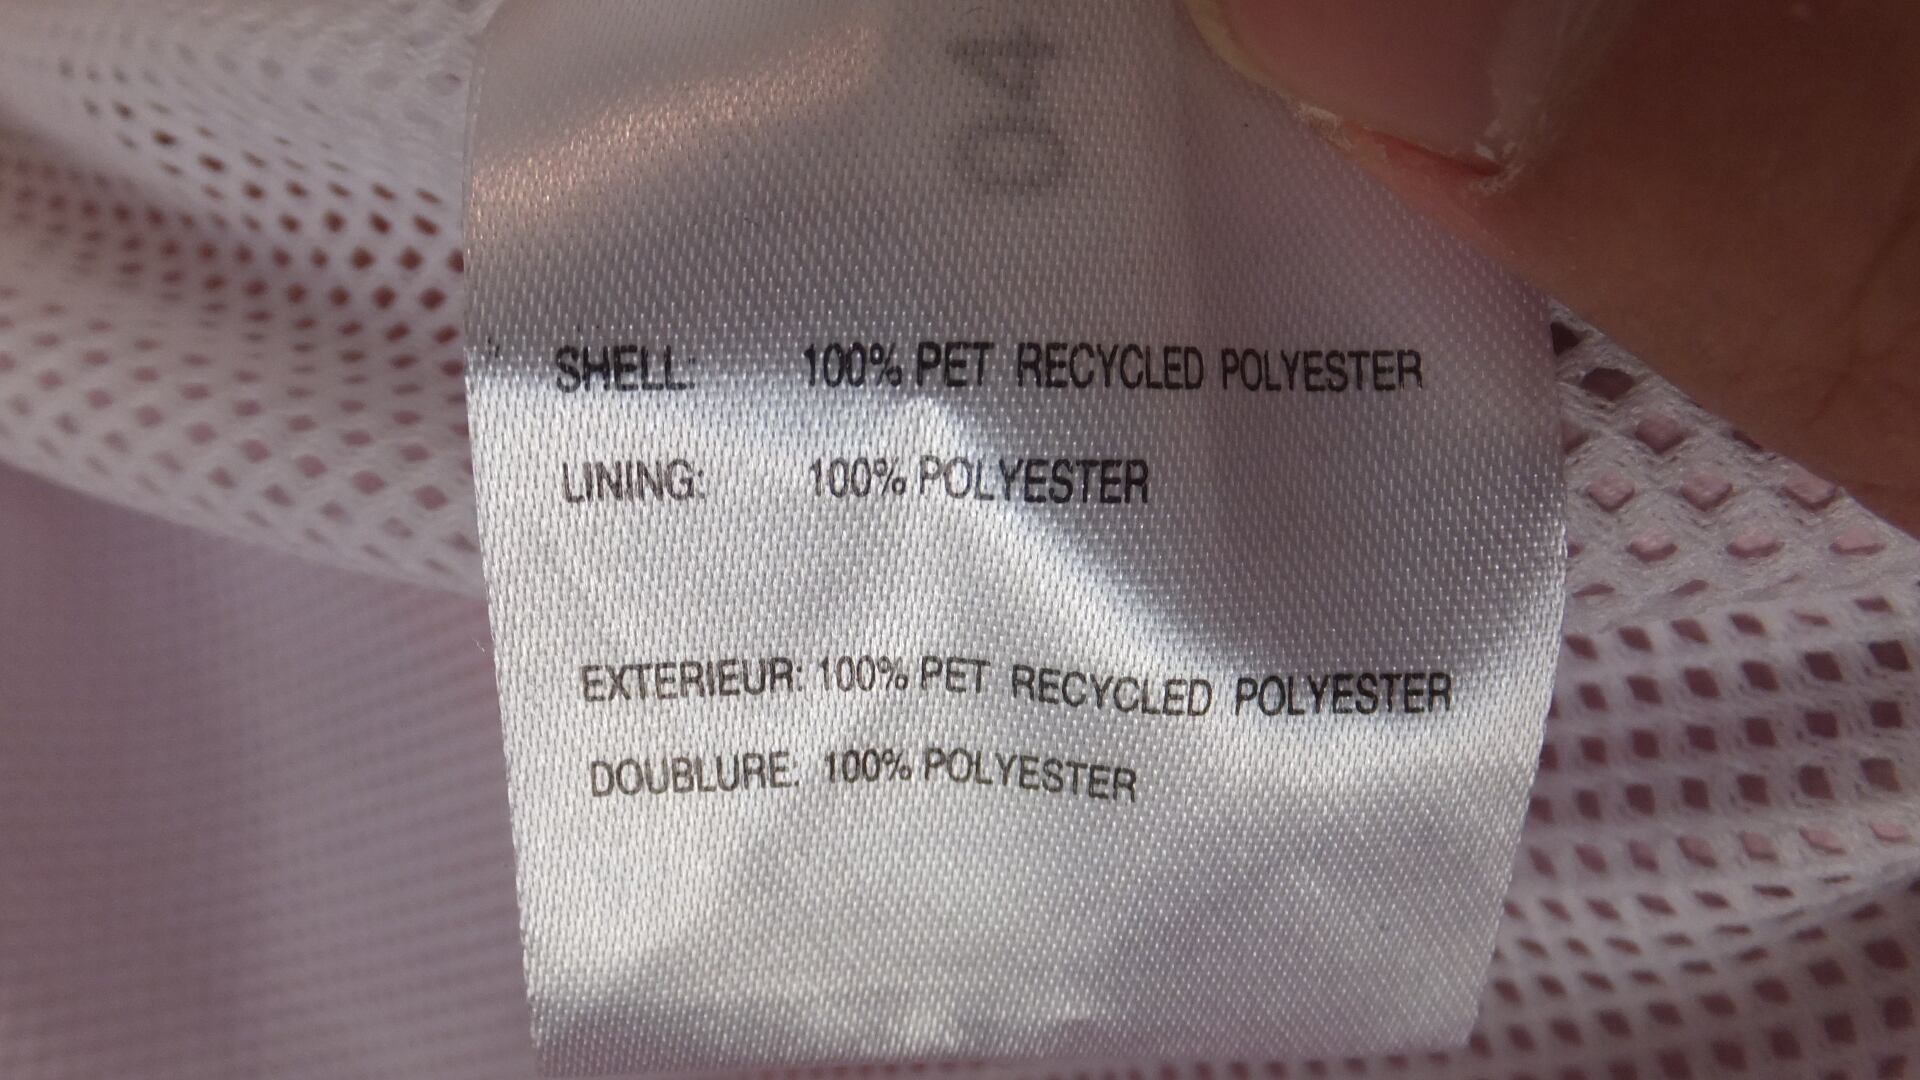 SHELL: 100% PET RECYCLED POLYESTER
LINING: 100% POLYESTER
EXTERIEUR: 100% PET RECYCLED POLYESTER
DOUBLURE: 100% POLYESTER